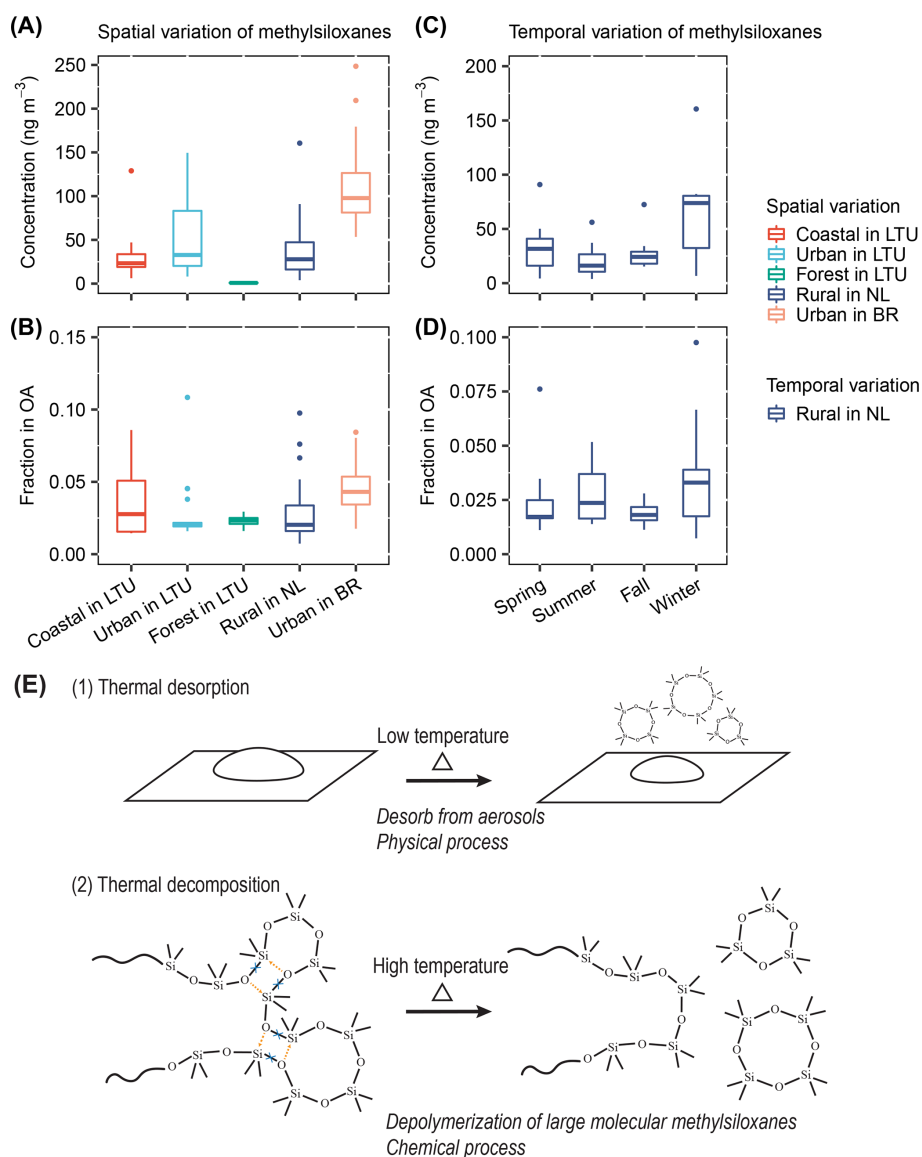 (A) Spatial variation of methylsiloxanes
Concentration (ng m⁻³)
250
200
150
100
50
0
(B)
Fraction in OA
0.15
0.10
0.05
0.00
Coastal in LTU
Urban in LTU
Forest in LTU
Rural in NL
Urban in BR
(C) Temporal variation of methylsiloxanes
Concentration (ng m⁻³)
200
150
100
50
0
(D)
Fraction in OA
0.100
0.075
0.050
0.025
0.000
Spring
Summer
Fall
Winter
Spatial variation
Coastal in LTU
Urban in LTU
Forest in LTU
Rural in NL
Urban in BR
Temporal variation
Rural in NL
(E) (1) Thermal desorption
Low temperature
△
Desorb from aerosols
Physical process
(2) Thermal decomposition
High temperature
△
Depolymerization of large molecular methylsiloxanes
Chemical process